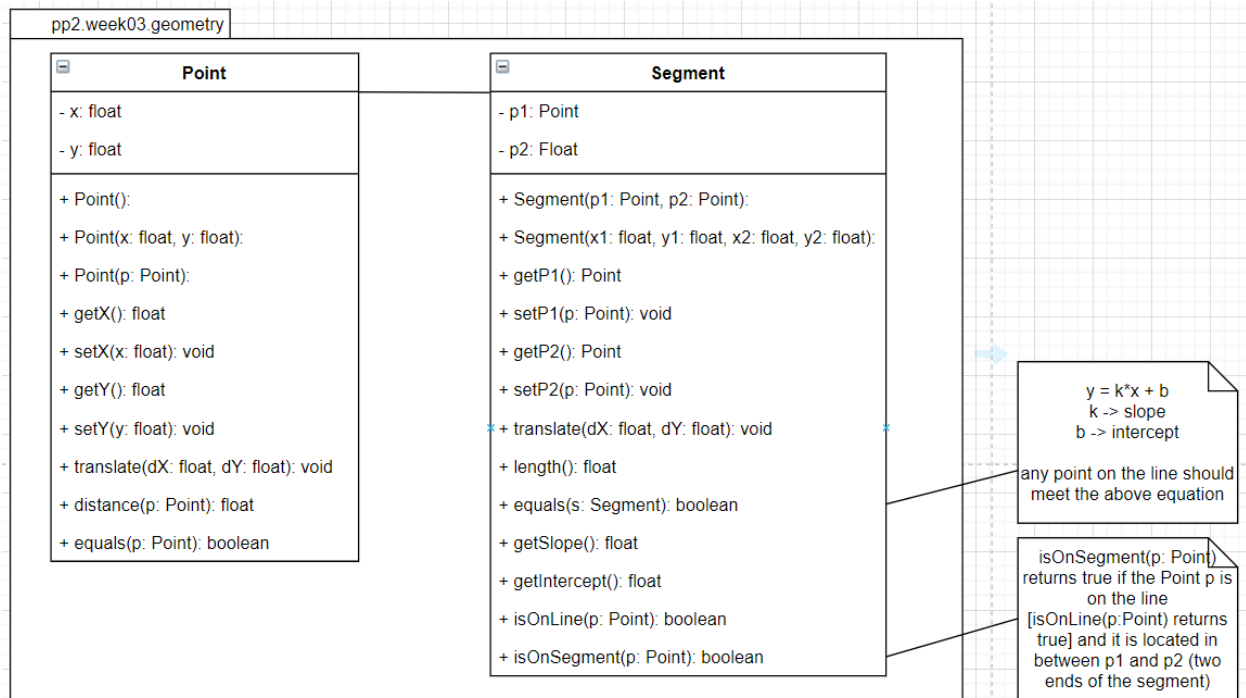 pp2.week03.geometry
Point
- x: float
- y: float
+ Point():
+ Point(x: float, y: float):
+ Point(p: Point):
+ getX(): float
+ setX(x: float): void
+ getY(): float
+ setY(y: float): void
+ translate(dX: float, dY: float): void
+ distance(p: Point): float
+ equals(p: Point): boolean
Segment
- p1: Point
- p2: Float
+ Segment(p1: Point, p2: Point):
+ Segment(x1: float, y1: float, x2: float, y2: float):
+ getP1(): Point
+ setP1(p: Point): void
+ getP2(): Point
+ setP2(p: Point): void
+ translate(dX: float, dY: float): void
+ length(): float
+ equals(s: Segment): boolean
+ getSlope(): float
+ getIntercept(): float
+ isOnLine(p: Point): boolean
+ isOnSegment(p: Point): boolean
y = k*x + b
k -> slope
b -> intercept
any point on the line should
meet the above equation
isOnSegment(p: Point)
returns true if the Point p is
on the line
[isOnLine(p:Point) returns
true] and it is located in
between p1 and p2 (two
ends of the segment)